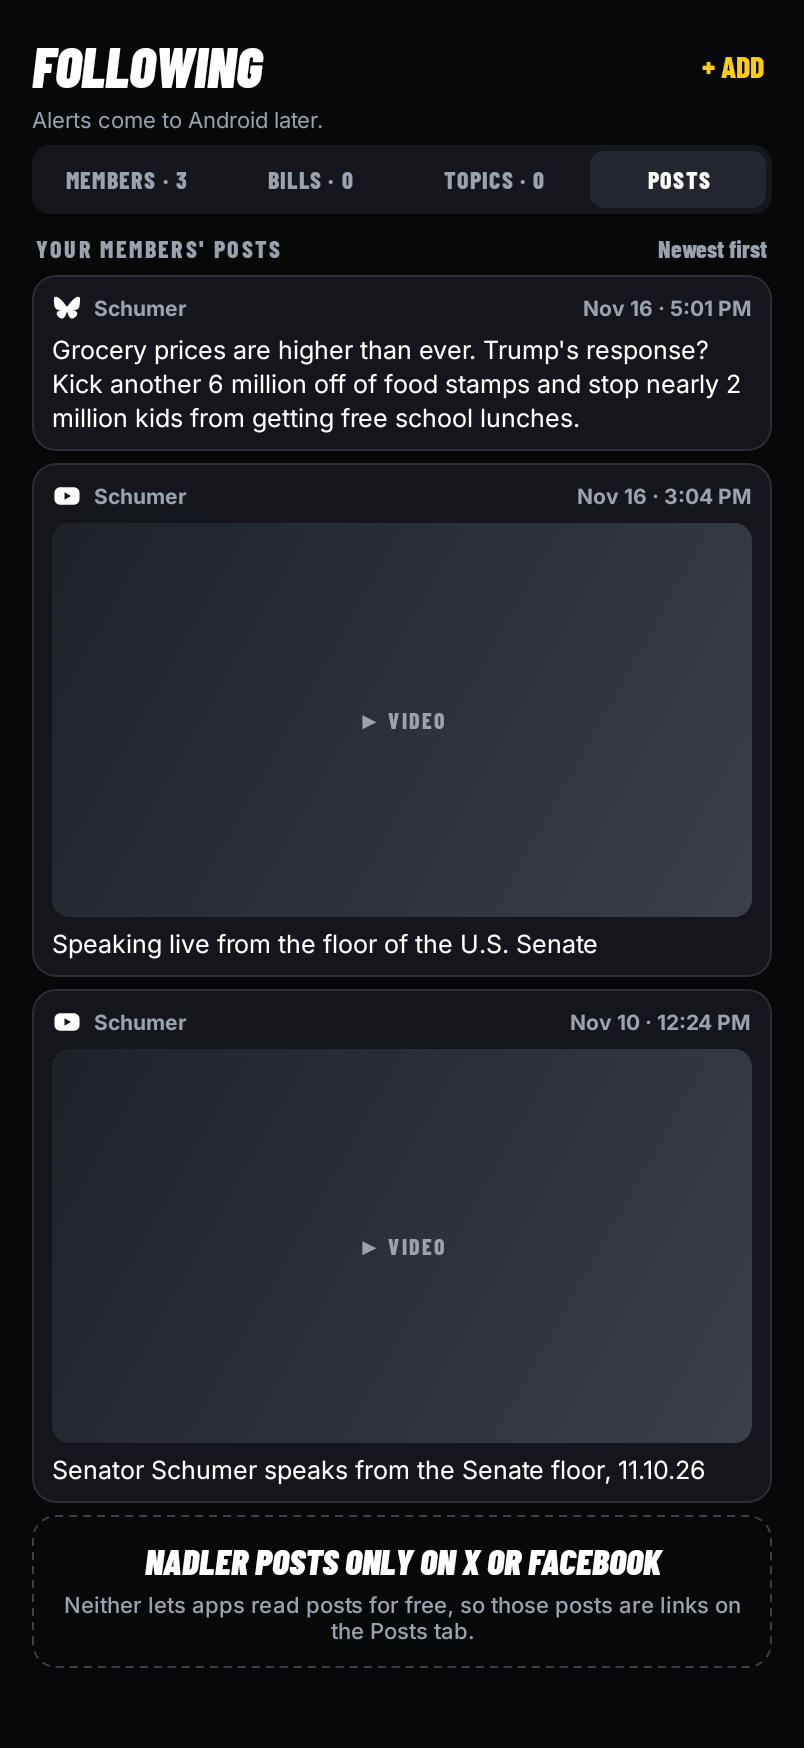 FOLLOWING
+ ADD
Alerts come to Android later.
MEMBERS · 3
BILLS · 0
TOPICS · 0
POSTS
YOUR MEMBERS' POSTS
Newest first
Schumer
Nov 16 · 5:01 PM
Grocery prices are higher than ever. Trump's response?
Kick another 6 million off of food stamps and stop nearly 2
million kids from getting free school lunches.
Schumer
Nov 16 · 3:04 PM
▶ VIDEO
Speaking live from the floor of the U.S. Senate
Schumer
Nov 10 · 12:24 PM
▶ VIDEO
Senator Schumer speaks from the Senate floor, 11.10.26
NADLER POSTS ONLY ON X OR FACEBOOK
Neither lets apps read posts for free, so those posts are links on
the Posts tab.